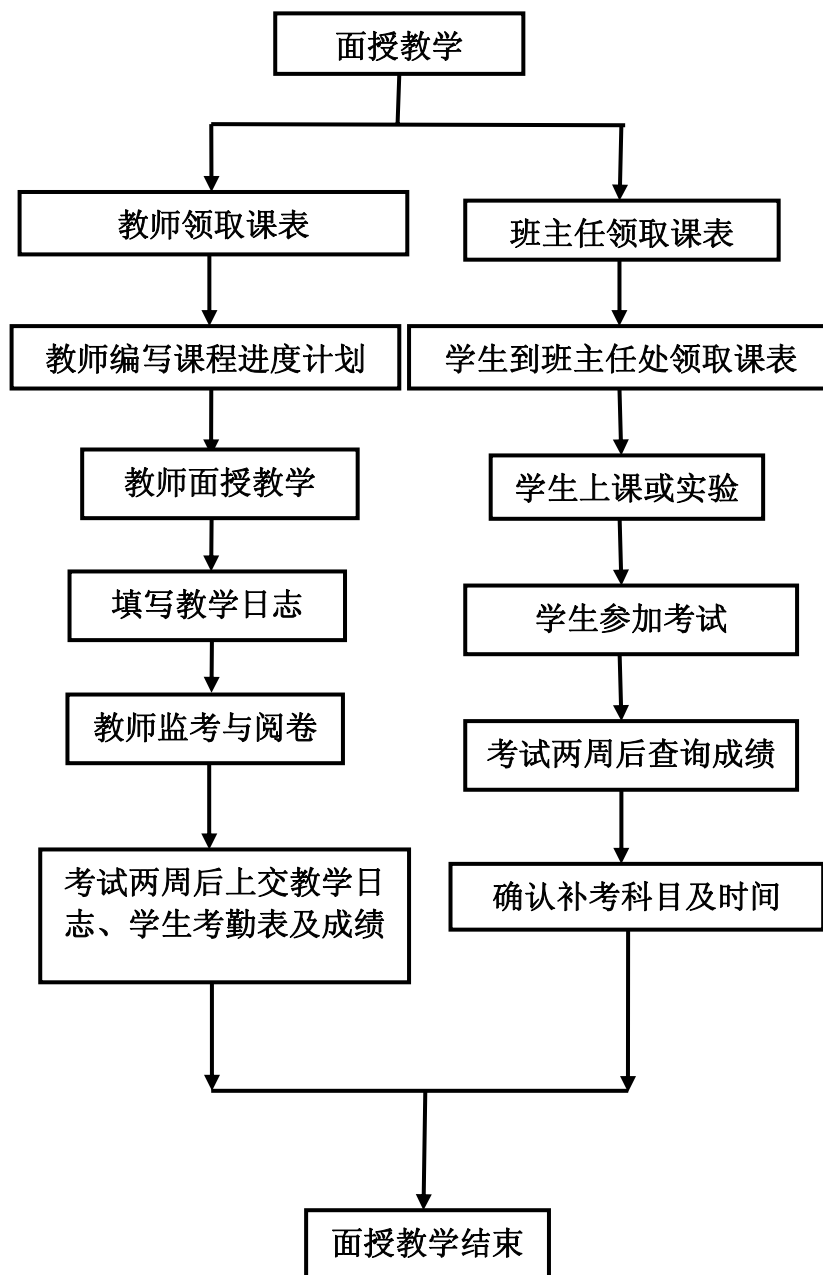 面授教学
教师领取课表
班主任领取课表
教师编写课程进度计划
学生到班主任处领取课表
教师面授教学
学生上课或实验
填写教学日志
学生参加考试
教师监考与阅卷
考试两周后查询成绩
考试两周后上交教学日
志、学生考勤表及成绩
确认补考科目及时间
面授教学结束